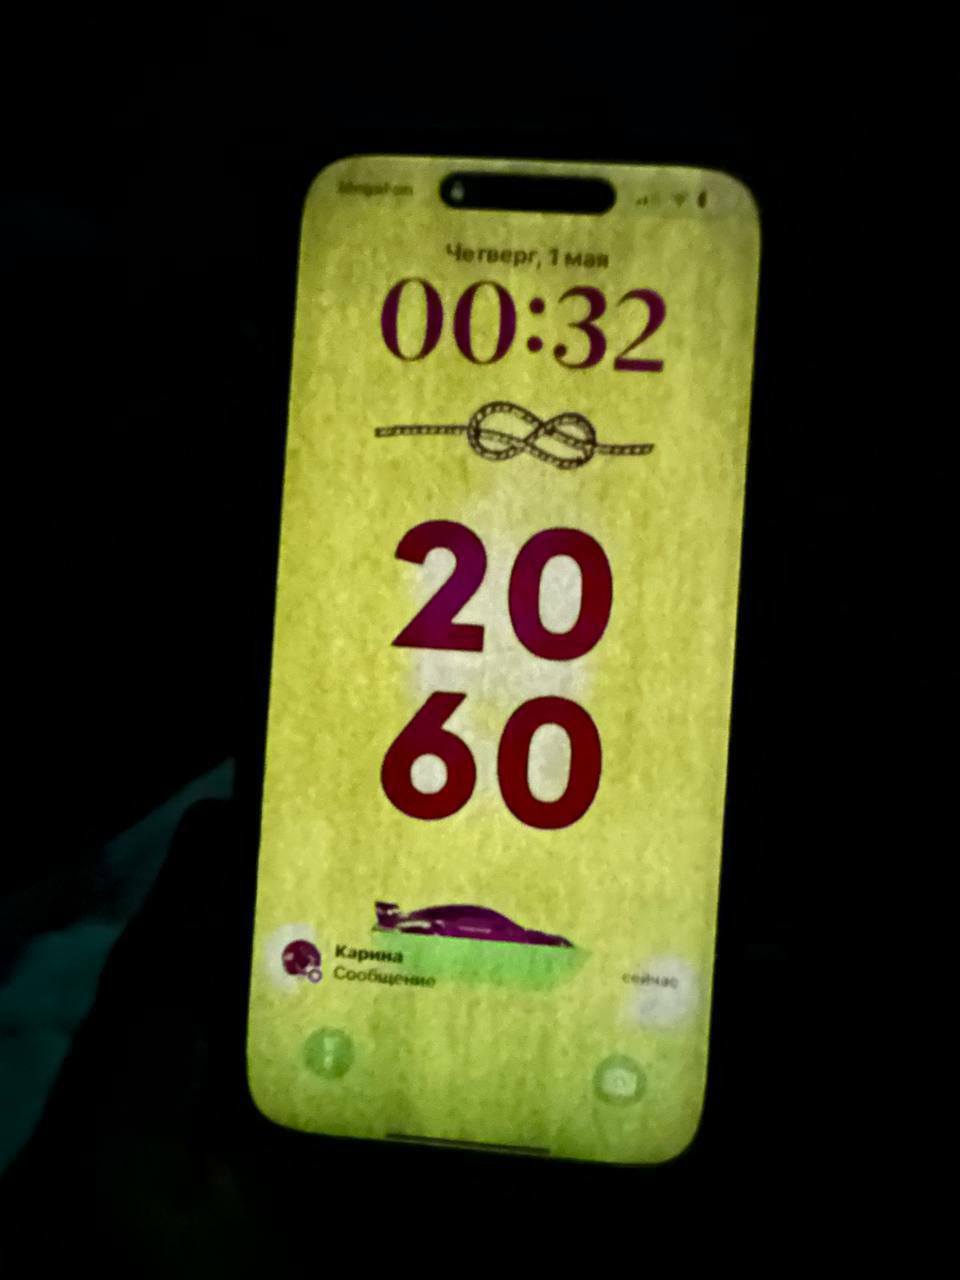 MegaFon
Четверг, 1 мая
00:32
20
60
Карина
Сообщение
сейчас